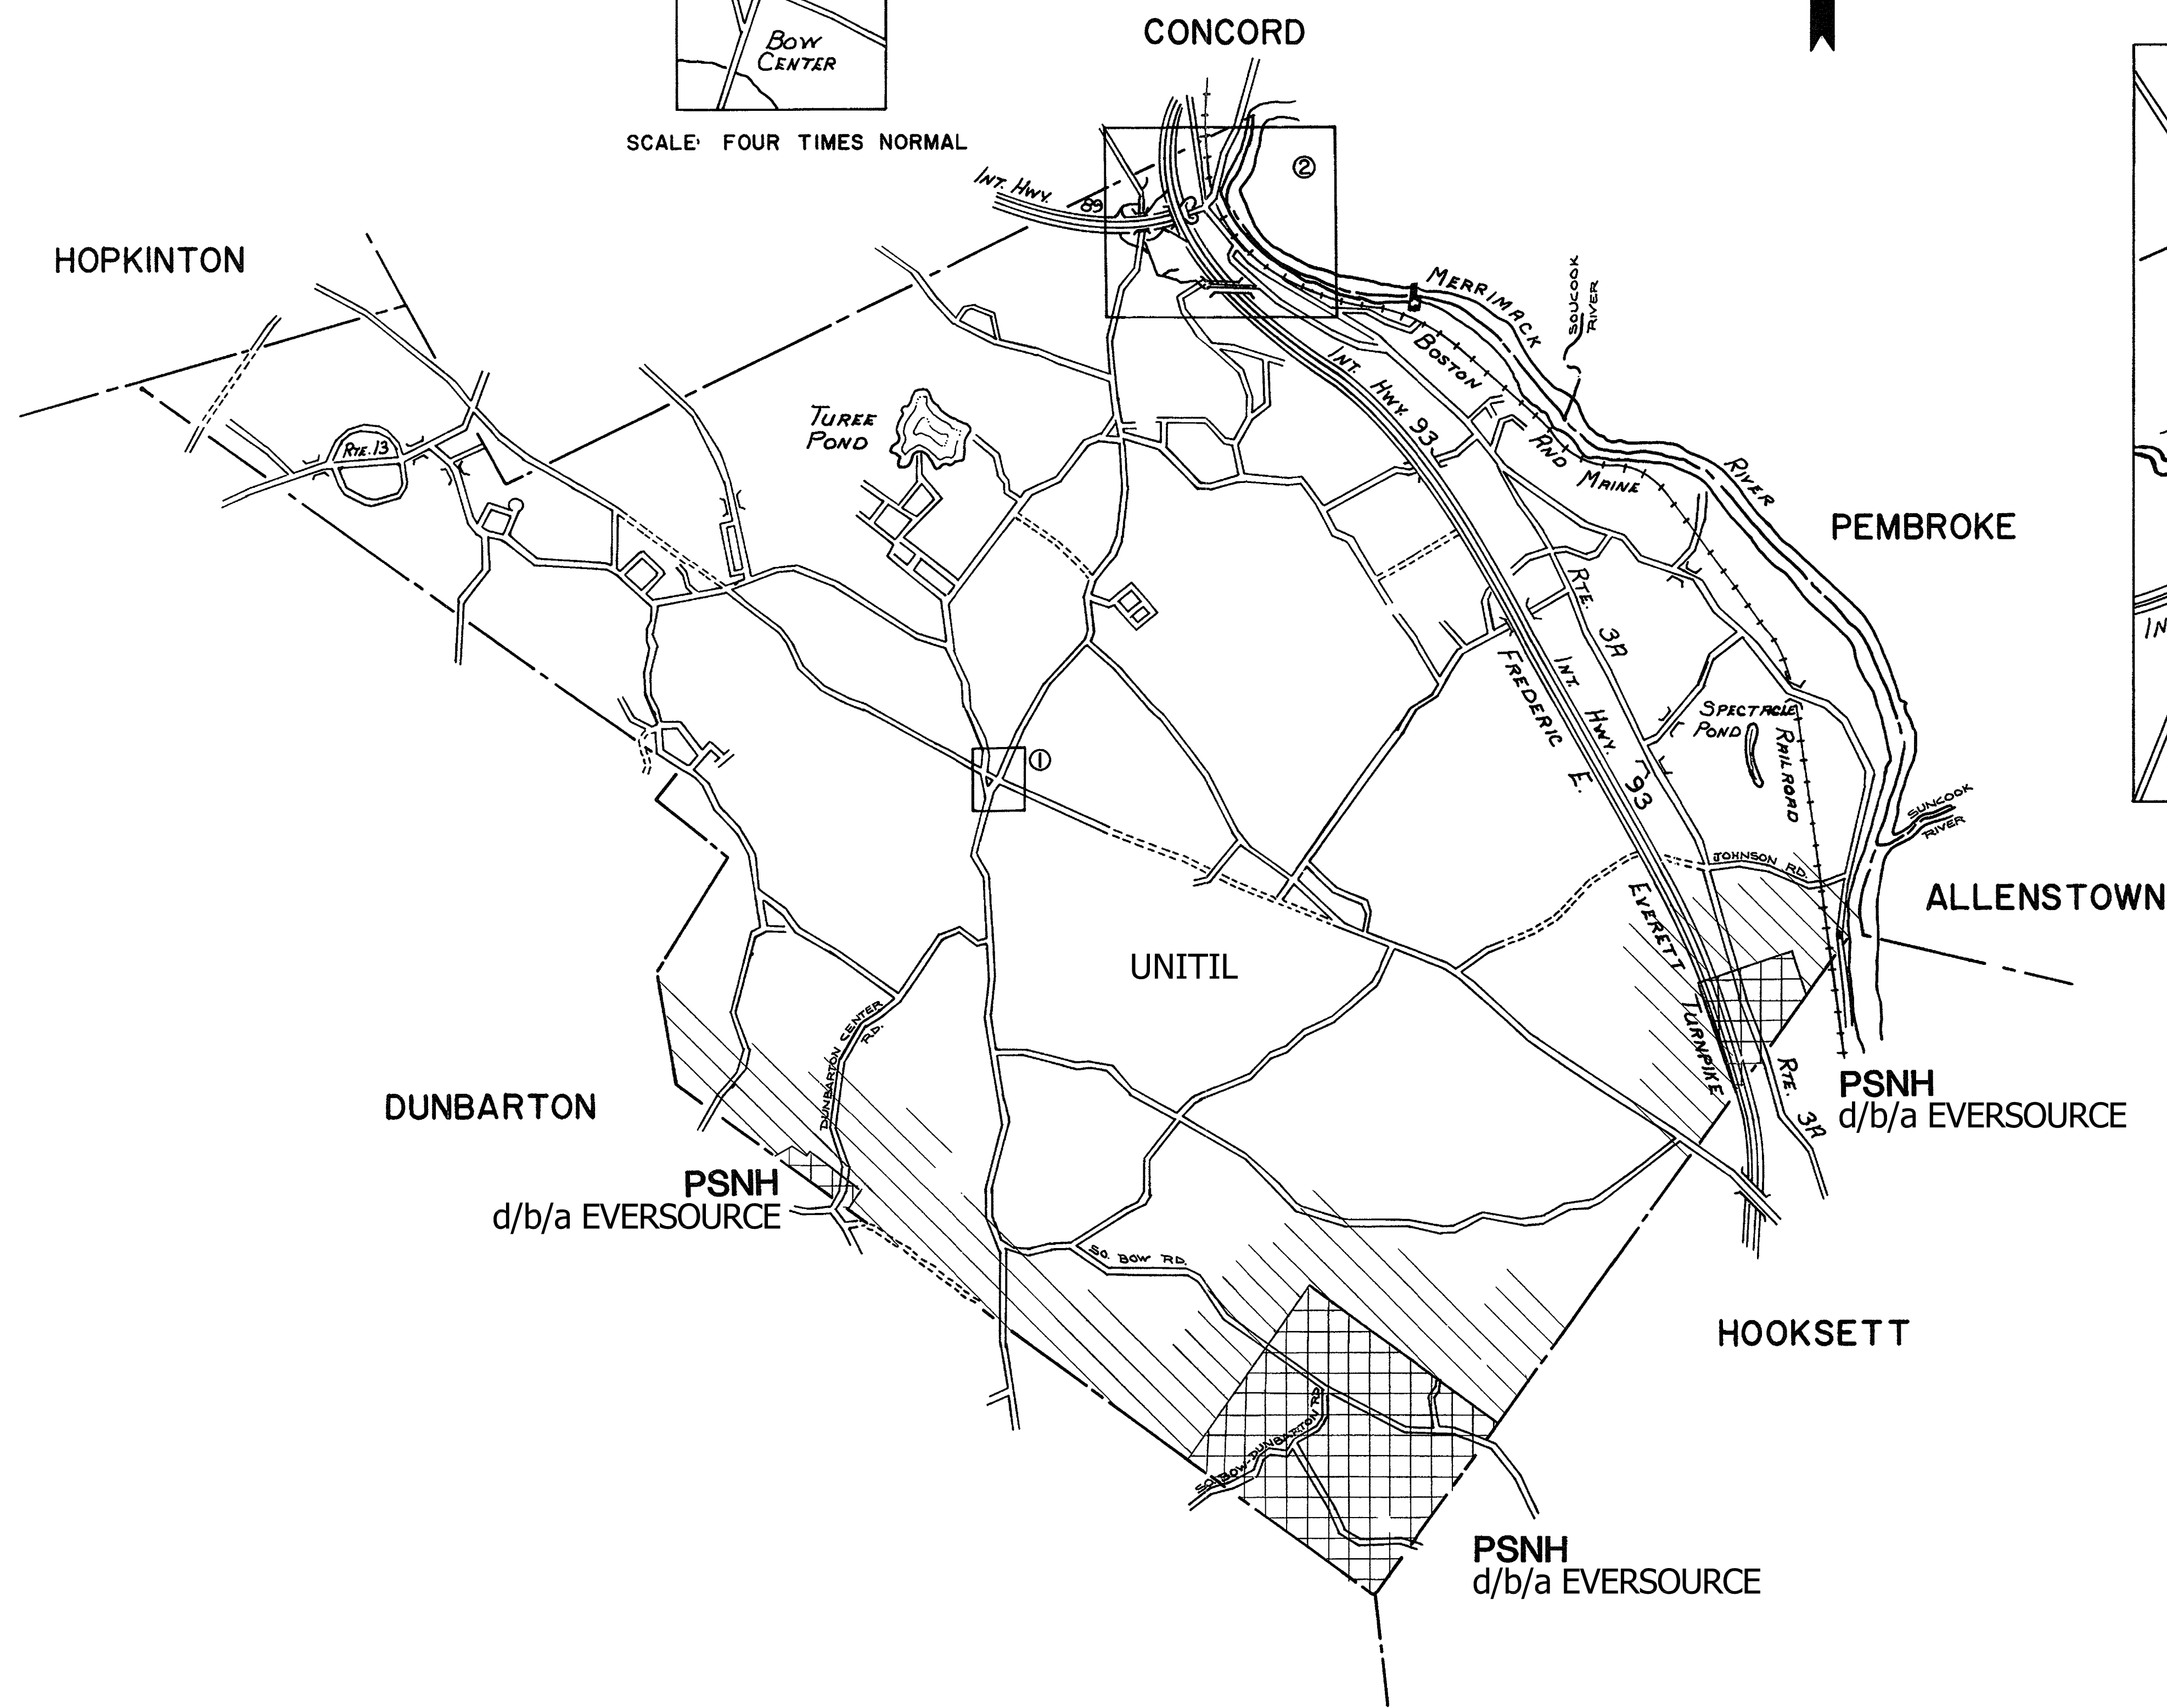 CONCORD
BOW
CENTER
SCALE: FOUR TIMES NORMAL
②
INT. HWY. 89
HOPKINTON
MERRIMACK
SOUCOOK
RIVER
BOSTON
INT. HWY. 93
TUREE
POND
RTE. 13
AND
MAINE
RIVER
PEMBROKE
RTE. 3A
IN
FREDERIC E.
INT. HWY. 93
SPECTACLE
POND
RAILROAD
①
SUNCOOK
RIVER
JOHNSON RD.
EVERETT
ALLENSTOWN
UNITIL
TURNPIKE
DUNBARTON CENTER
RD.
RTE. 3A
PSNH
d/b/a EVERSOURCE
DUNBARTON
PSNH
d/b/a EVERSOURCE
SO. BOW RD.
HOOKSETT
SO. BOW-DUNBARTON RD
PSNH
d/b/a EVERSOURCE